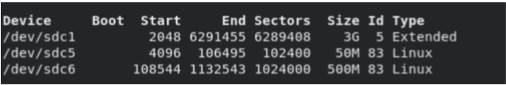 Device Boot Start End Sectors Size Id Type
/dev/sdc1 2048 6291455 6289408 3G 5 Extended
/dev/sdc5 4096 106495 102400 50M 83 Linux
/dev/sdc6 108544 1132543 1024000 500M 83 Linux